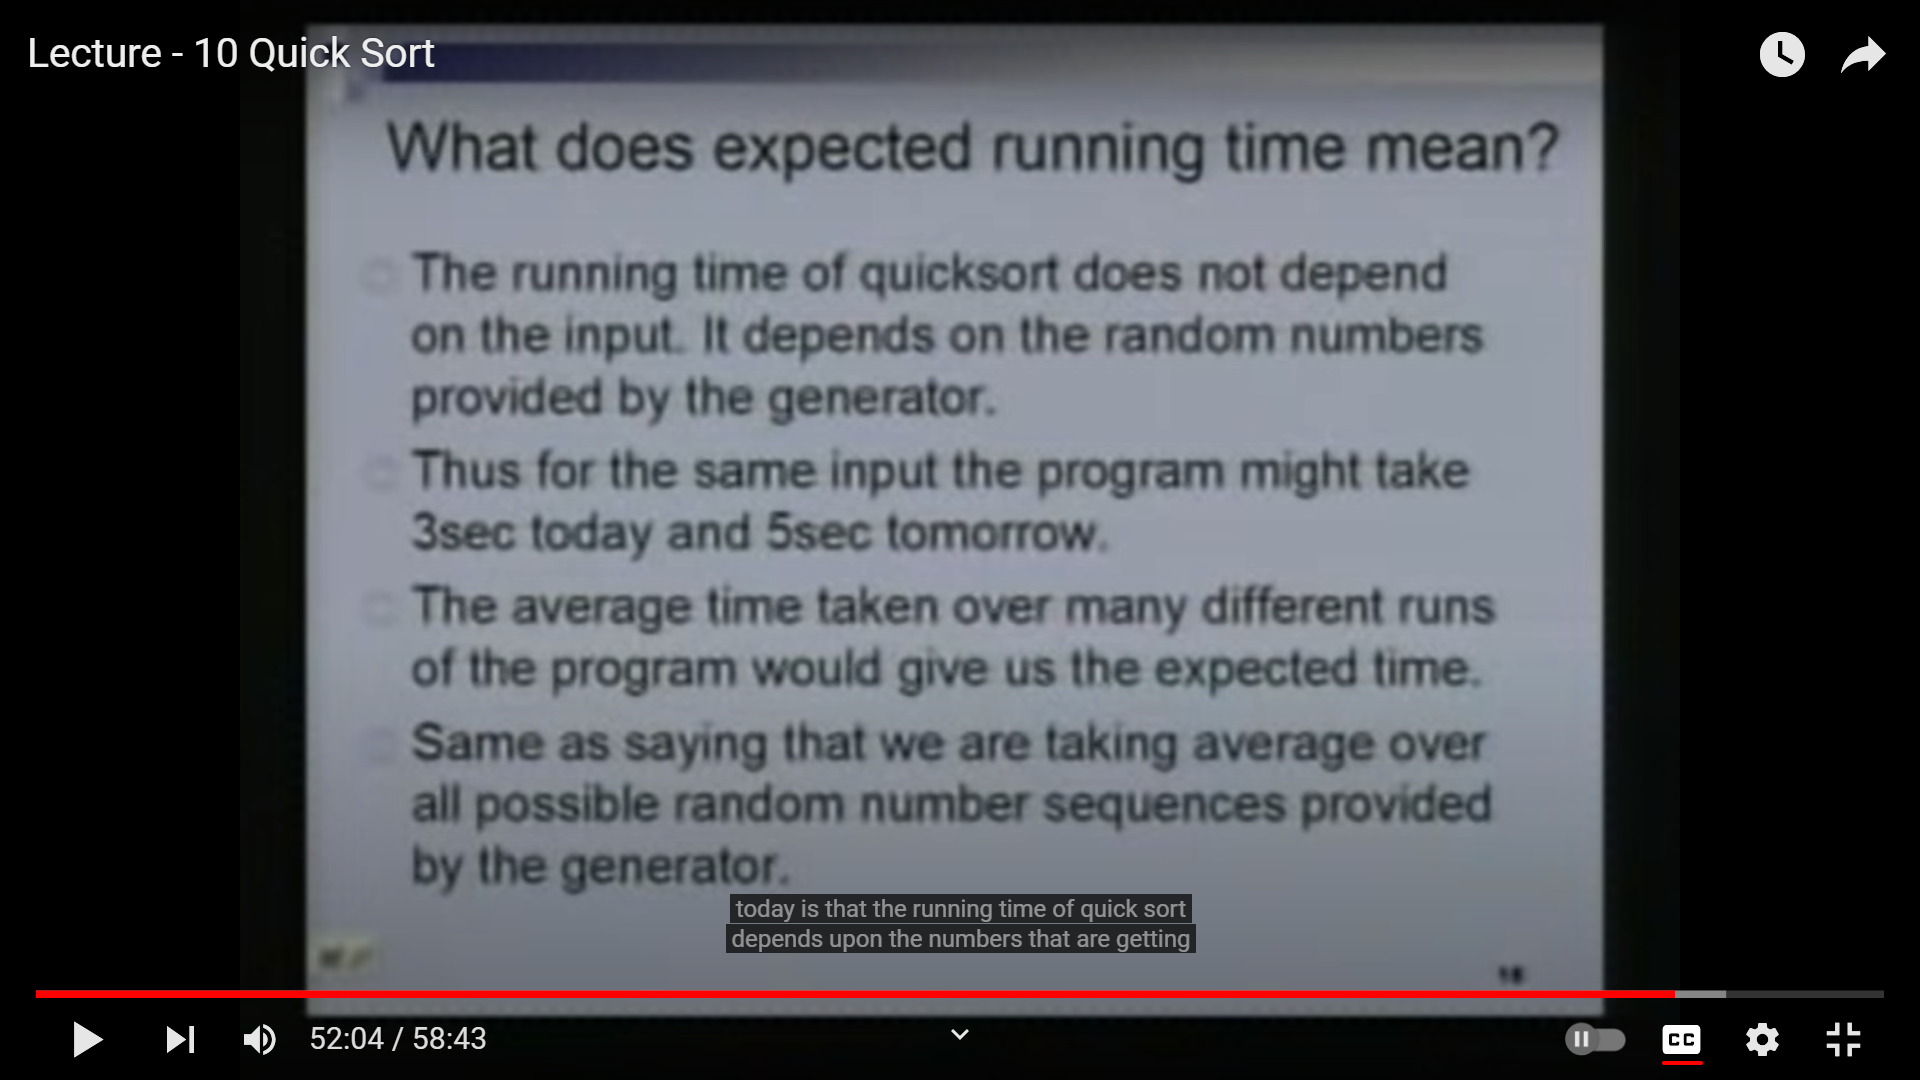 Lecture - 10 Quick Sort
What does expected running time mean?
The running time of quicksort does not depend
on the input. It depends on the random numbers
provided by the generator.
Thus for the same input the program might take
3sec today and 5sec tomorrow.
The average time taken over many different runs
of the program would give us the expected time.
Same as saying that we are taking average over
all possible random number sequences provided
by the generator.
today is that the running time of quick sort
depends upon the numbers that are getting
52:04 / 58:43
CC